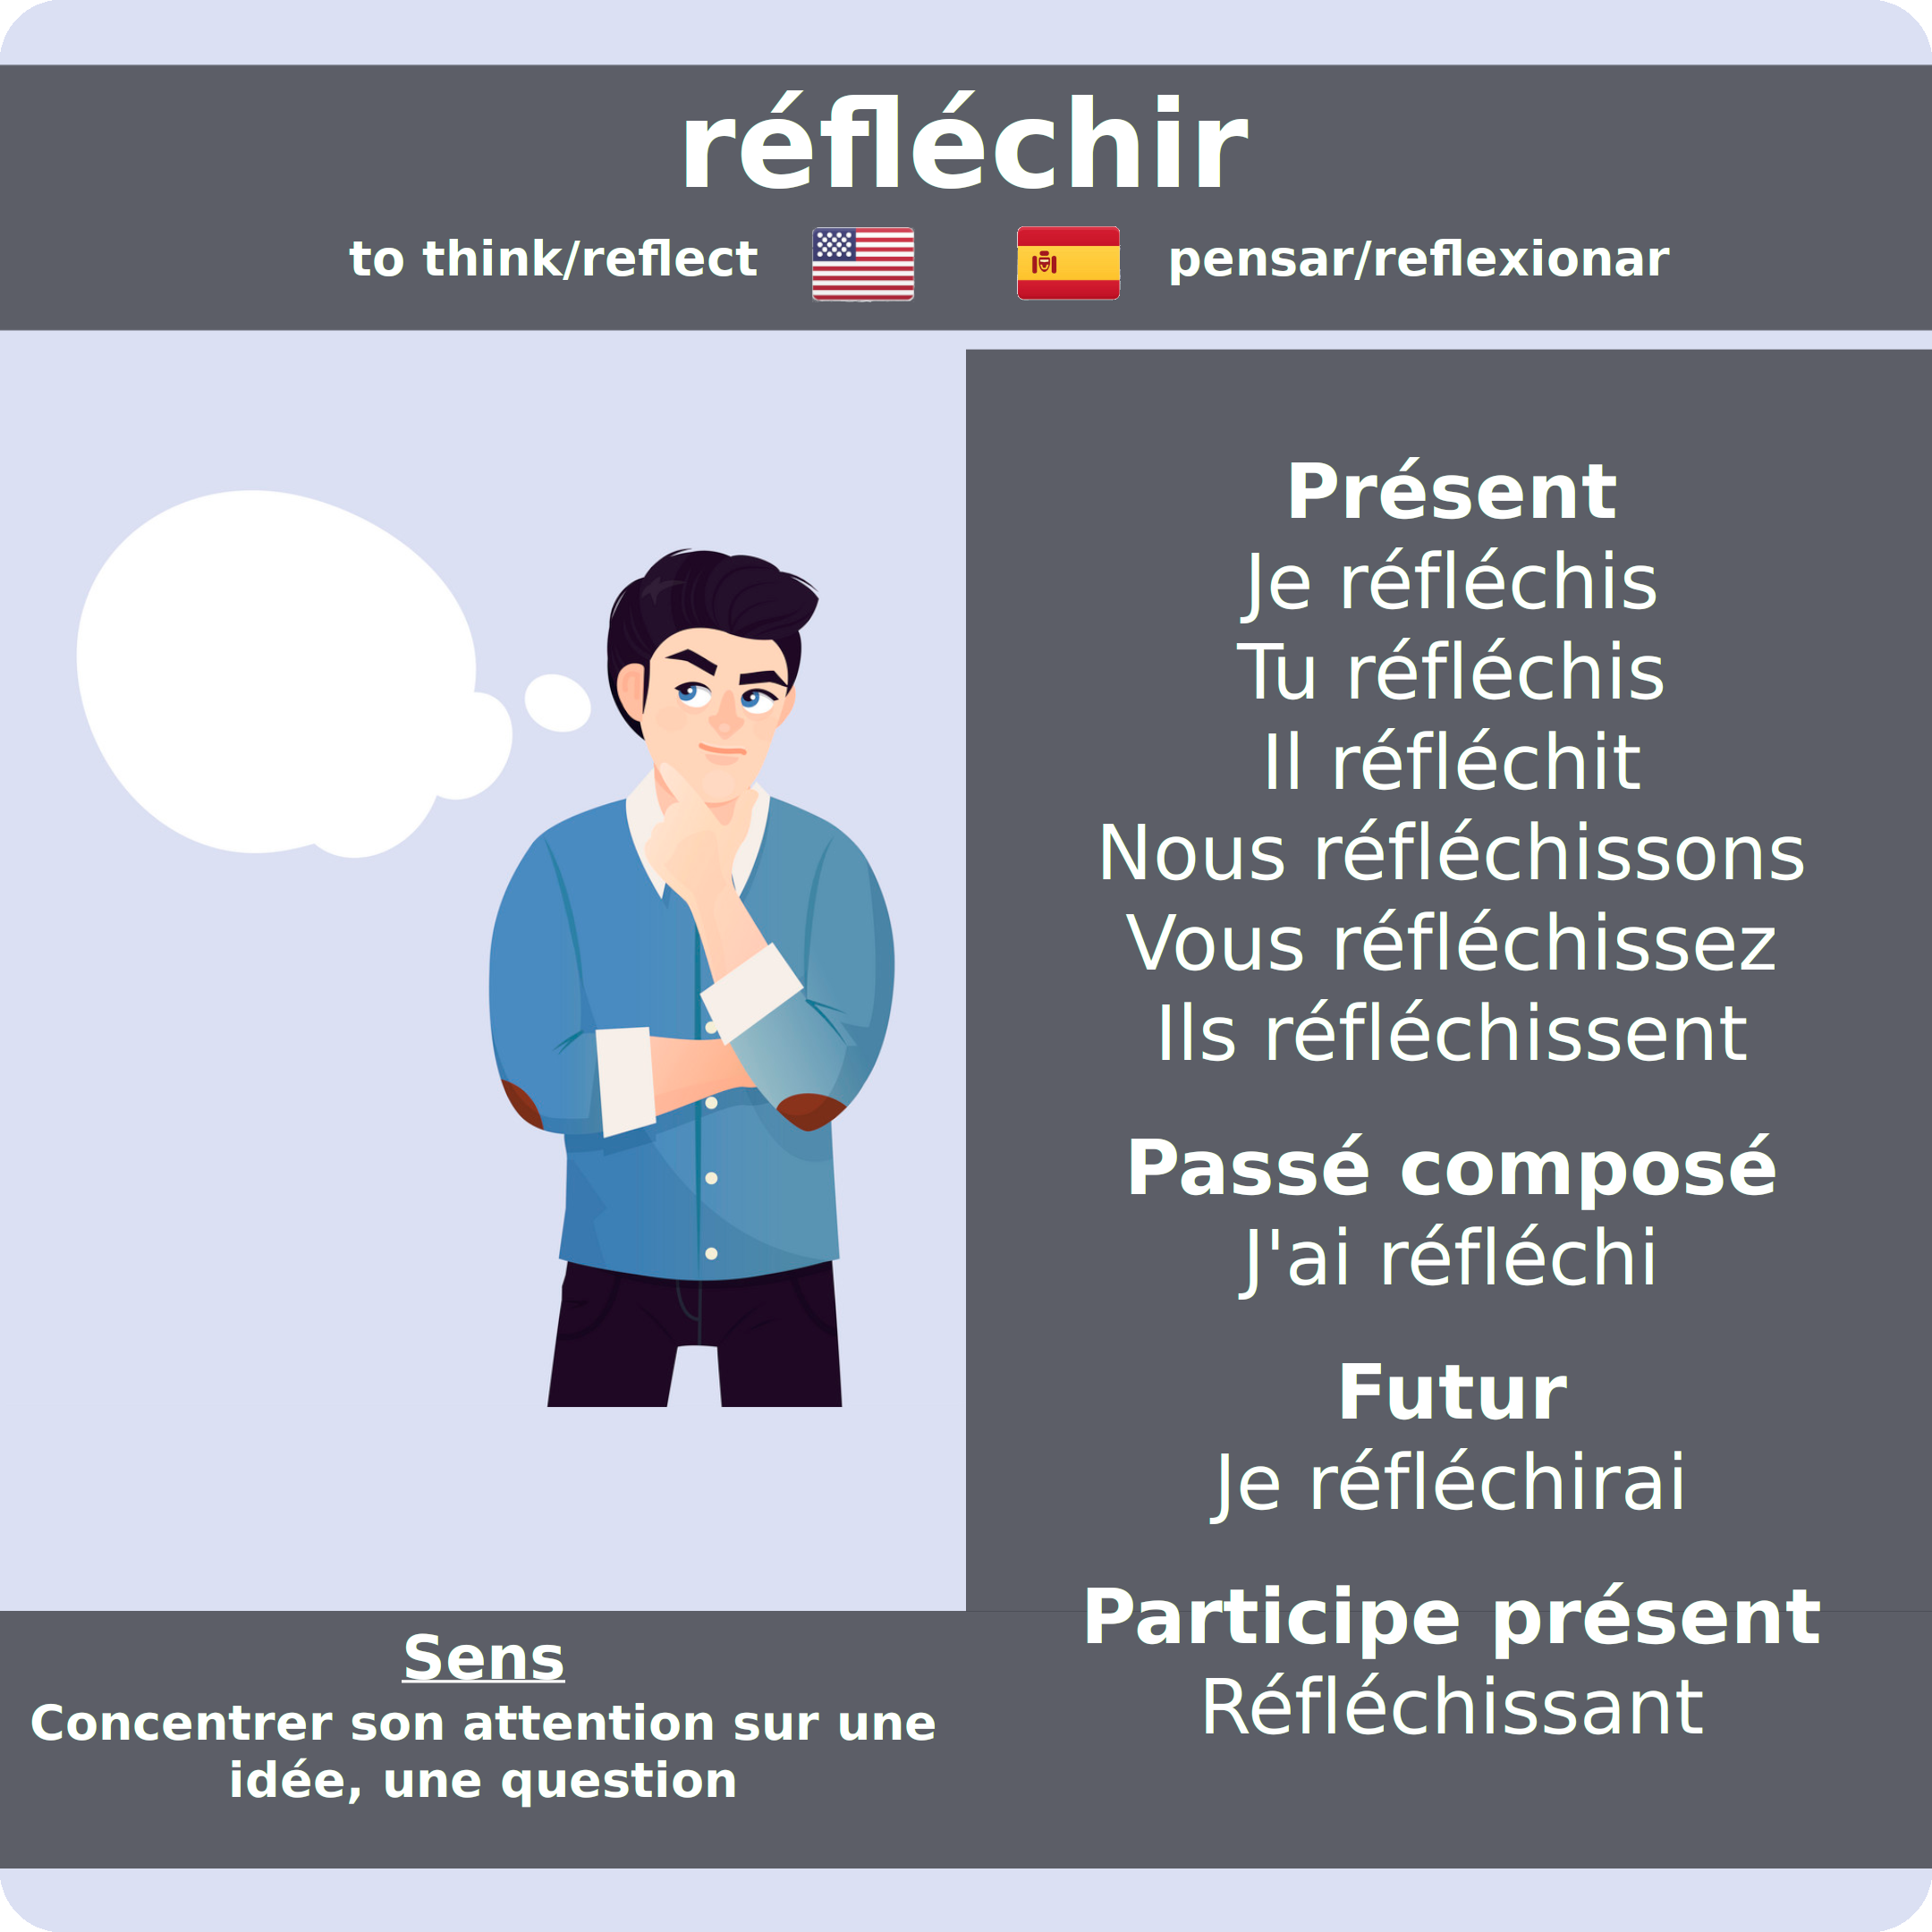 réfléchir
to think/reflect
pensar/reflexionar
Présent
Je réfléchis
Tu réfléchis
Il réfléchit
Nous réfléchissons
Vous réfléchissez
Ils réfléchissent
Passé composé
J'ai réfléchi
Futur
Je réfléchirai
Participe présent
Réfléchissant
Sens
Concentrer son attention sur une
idée, une question